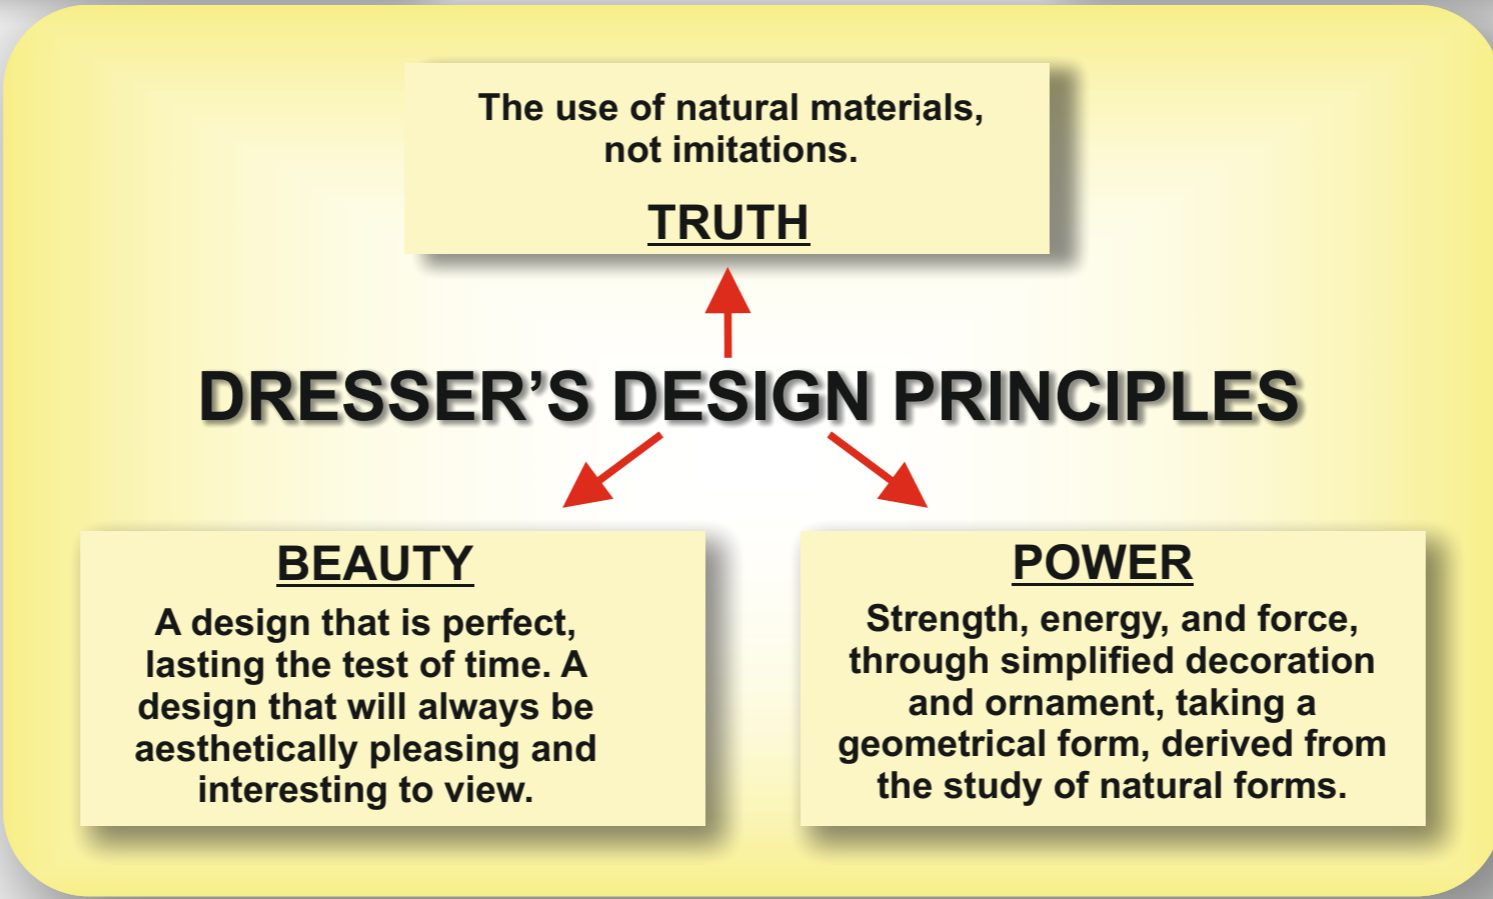 The use of natural materials,
not imitations.
TRUTH
DRESSER’S DESIGN PRINCIPLES
BEAUTY
A design that is perfect,
lasting the test of time. A
design that will always be
aesthetically pleasing and
interesting to view.
POWER
Strength, energy, and force,
through simplified decoration
and ornament, taking a
geometrical form, derived from
the study of natural forms.